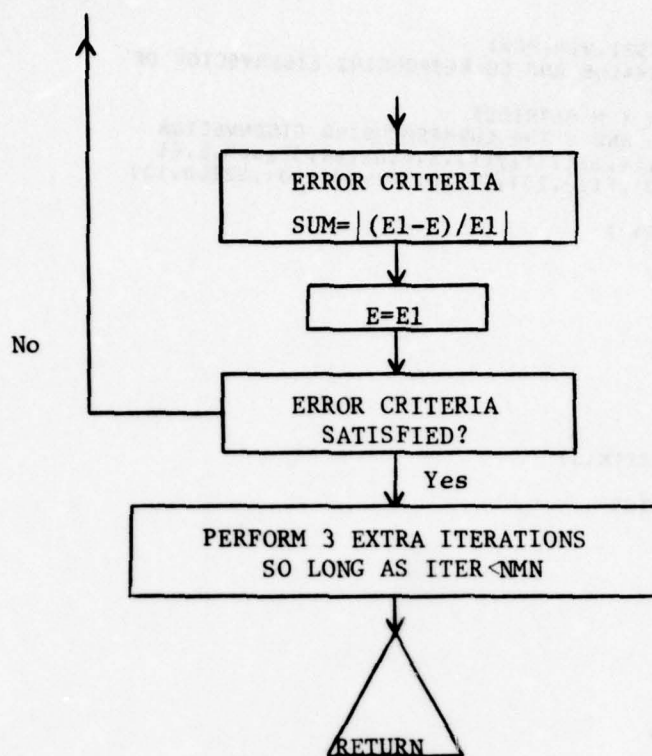 ERROR CRITERIA
SUM=|(E1-E)/E1|
E=E1
No
ERROR CRITERIA
SATISFIED?
Yes
PERFORM 3 EXTRA ITERATIONS
SO LONG AS ITER<NMN
RETURN